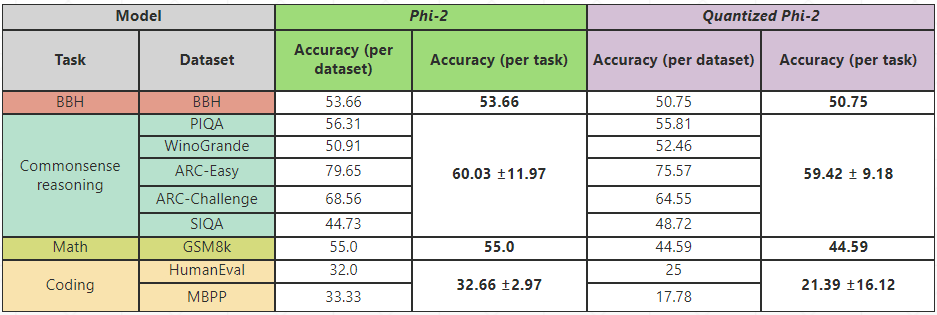 Model Phi-2 Quantized Phi-2
Task Dataset Accuracy (per dataset) Accuracy (per task) Accuracy (per dataset) Accuracy (per task)
BBH BBH 53.66 53.66 50.75 50.75
Commonsense reasoning PIQA 56.31 60.03 ±11.97 55.81 59.42 ± 9.18
WinoGrande 50.91 52.46
ARC-Easy 79.65 75.57
ARC-Challenge 68.56 64.55
SIQA 44.73 48.72
Math GSM8k 55.0 55.0 44.59 44.59
Coding HumanEval 32.0 32.66 ±2.97 25 21.39 ±16.12
MBPP 33.33 17.78